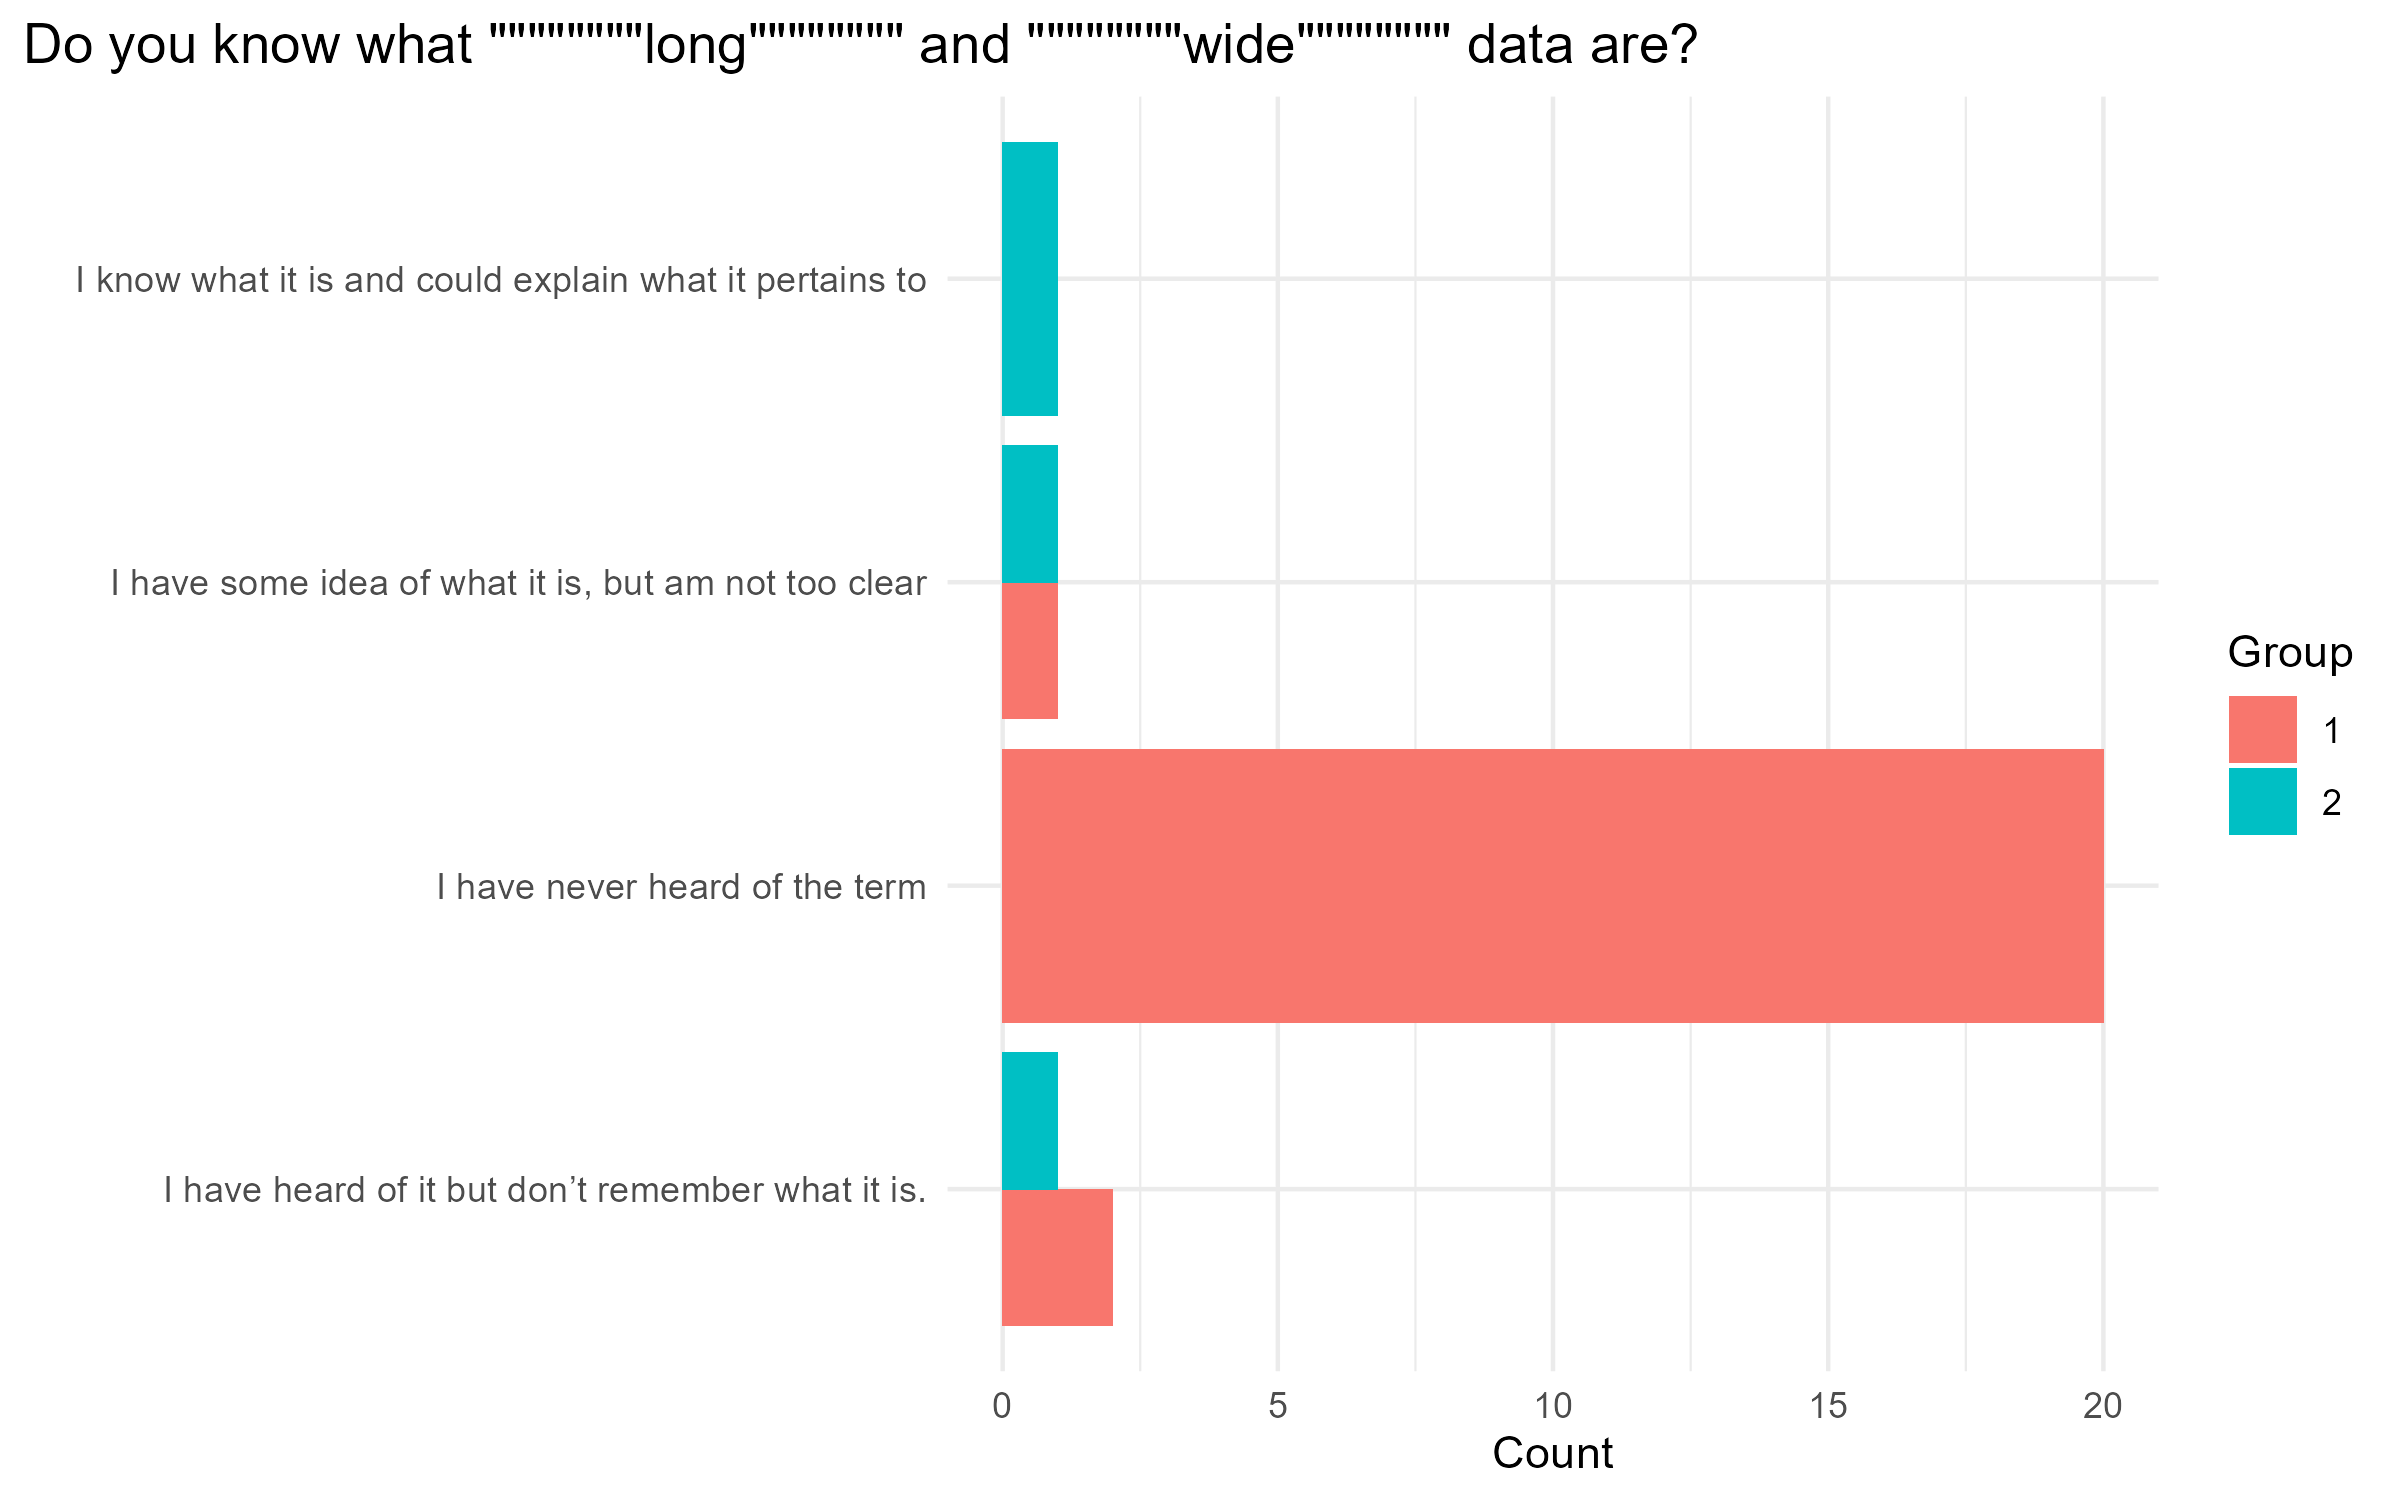 Do you know what """"""""long"""""""" and """"""""wide"""""""" data are?
I know what it is and could explain what it pertains to
I have some idea of what it is, but am not too clear
I have never heard of the term
I have heard of it but don’t remember what it is.
0 5 10 15 20
Count
Group
1
2